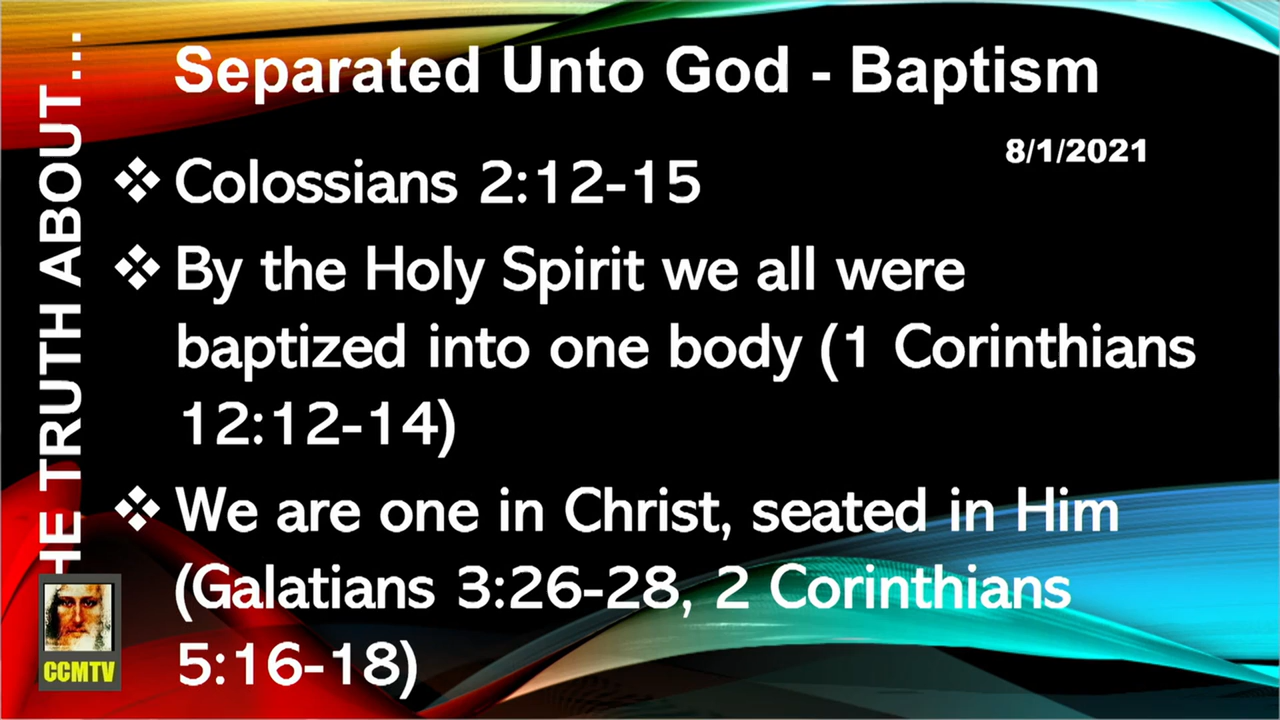 Separated Unto God - Baptism
8/1/2021
HE TRUTH ABOUT...
❖ Colossians 2:12-15
❖ By the Holy Spirit we all were
baptized into one body (1 Corinthians
12:12-14)
❖ We are one in Christ, seated in Him
(Galatians 3:26-28, 2 Corinthians
5:16-18)
CCMTV